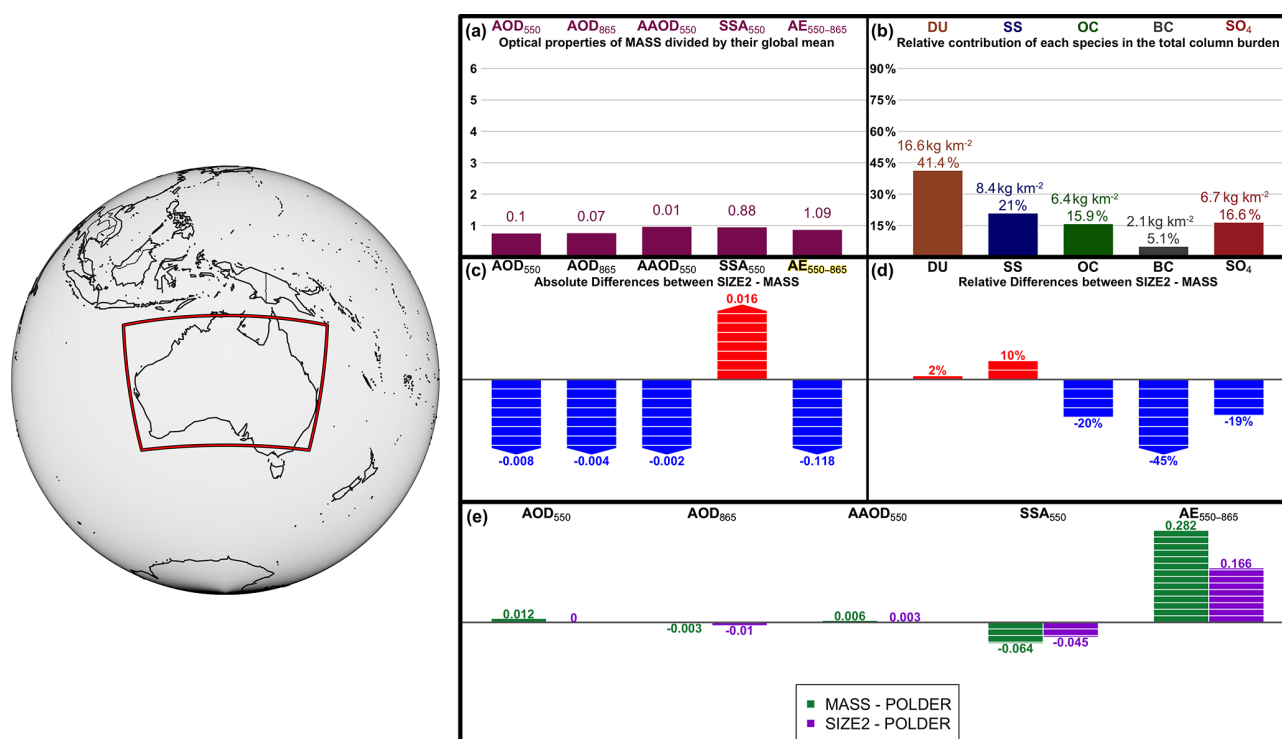 (a) AOD550 AOD865 AAOD550 SSA550 AE550–865
Optical properties of MASS divided by their global mean
6
5
4
3
2
1
0.1 0.07 0.01 0.88 1.09
(b) DU SS OC BC SO4
Relative contribution of each species in the total column burden
90%
75%
60%
45%
30%
15%
16.6kg km-2
41.4%
8.4kg km-2
21%
6.4kg km-2
15.9%
2.1kg km-2
5.1%
6.7kg km-2
16.6%
(c) AOD550 AOD865 AAOD550 SSA550 AE550–865
Absolute Differences between SIZE2 - MASS
0.016
-0.008 -0.004 -0.002 -0.118
(d) DU SS OC BC SO4
Relative Differences between SIZE2 - MASS
2% 10%
-20% -45% -19%
(e) AOD550 AOD865 AAOD550 SSA550 AE550–865
0.012 0 -0.003 -0.01 0.006 0.003 -0.064 -0.045 0.282 0.166
MASS - POLDER
SIZE2 - POLDER